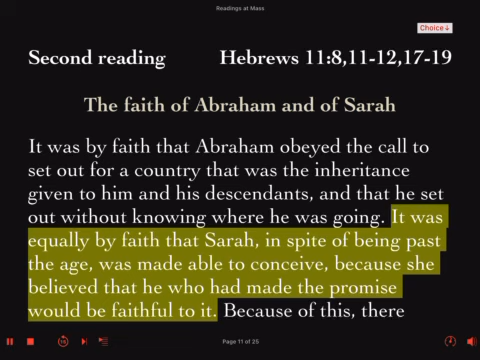 Readings at Mass
Choice↓
Second reading Hebrews 11:8,11-12,17-19
The faith of Abraham and of Sarah
It was by faith that Abraham obeyed the call to
set out for a country that was the inheritance
given to him and his descendants, and that he set
out without knowing where he was going. It was
equally by faith that Sarah, in spite of being past
the age, was made able to conceive, because she
believed that he who had made the promise
would be faithful to it. Because of this, there
Page 11 of 25